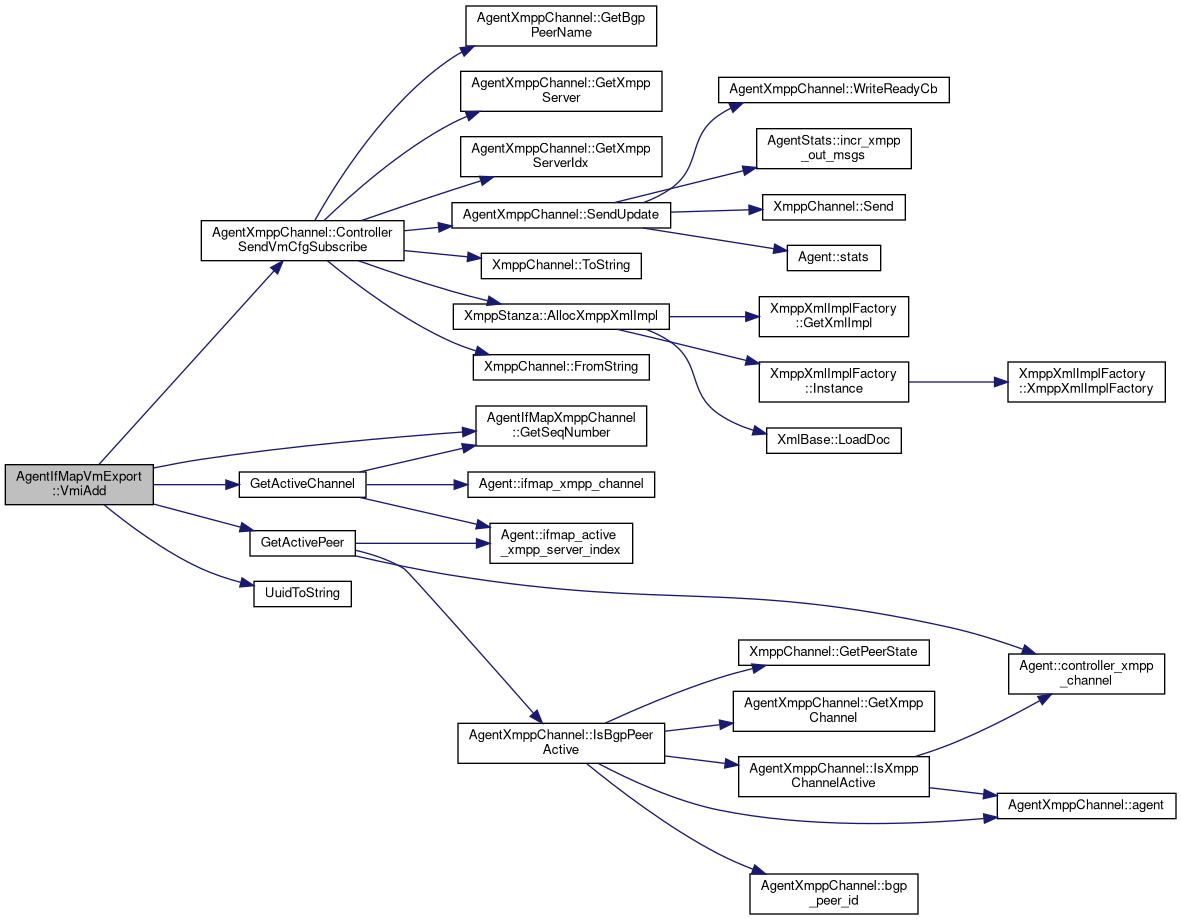 AgentXmppChannel::GetBgp
PeerName
AgentXmppChannel::GetXmpp
Server
AgentXmppChannel::WriteReadyCb
AgentXmppChannel::GetXmpp
ServerIdx
AgentStats::incr_xmpp
_out_msgs
AgentXmppChannel::Controller
SendVmCfgSubscribe
AgentXmppChannel::SendUpdate
XmppChannel::Send
XmppChannel::ToString
Agent::stats
XmppStanza::AllocXmppXmlImpl
XmppXmlImplFactory
::GetXmlImpl
XmppChannel::FromString
XmppXmlImplFactory
::Instance
XmppXmlImplFactory
::XmppXmlImplFactory
AgentIfMapXmppChannel
::GetSeqNumber
XmlBase::LoadDoc
AgentIfMapVmExport
::VmiAdd
GetActiveChannel
Agent::ifmap_xmpp_channel
GetActivePeer
Agent::ifmap_active
_xmpp_server_index
UuidToString
XmppChannel::GetPeerState
Agent::controller_xmpp
_channel
AgentXmppChannel::GetXmpp
Channel
AgentXmppChannel::IsBgpPeer
Active
AgentXmppChannel::IsXmpp
ChannelActive
AgentXmppChannel::agent
AgentXmppChannel::bgp
_peer_id